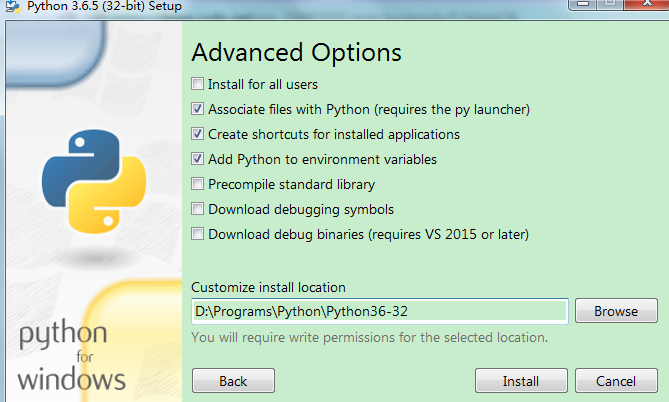 Python 3.6.5 (32-bit) Setup
Advanced Options
Install for all users
Associate files with Python (requires the py launcher)
Create shortcuts for installed applications
Add Python to environment variables
Precompile standard library
Download debugging symbols
Download debug binaries (requires VS 2015 or later)
Customize install location
D:\Programs\Python\Python36-32
Browse
You will require write permissions for the selected location.
python
for
windows
Back
Install
Cancel